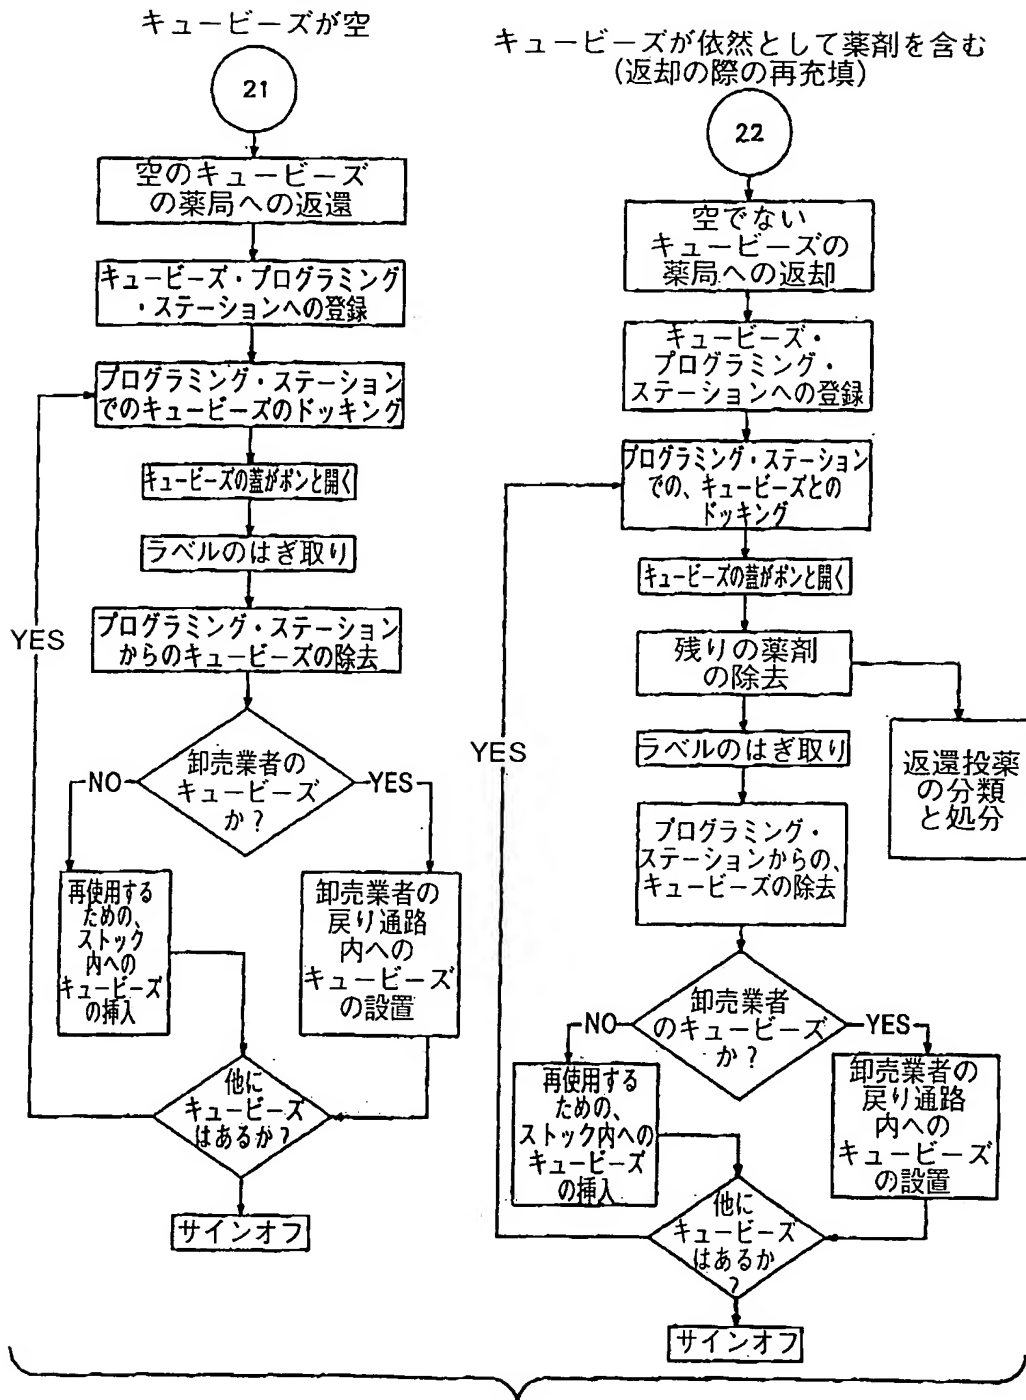 キュービーズが空
21
空のキュービーズ
の薬局への返還
キュービーズ・プログラミング
・ステーションへの登録
プログラミング・ステーション
でのキュービーズのドッキング
キュービーズの蓋がポンと開く
ラベルのはぎ取り
プログラミング・ステーション
からのキュービーズの除去
YES
卸売業者の
キュービーズ
か?
NO
YES
再使用する
ための、
ストック
内への
キュービーズ
の挿入
卸売業者の
戻り通路
内への
キュービーズ
の設置
他に
キュービーズ
はあるか?
サインオフ
キュービーズが依然として薬剤を含む
(返却の際の再充填)
22
空でない
キュービーズの
薬局への返却
キュービーズ・
プログラミング・
ステーションへの登録
プログラミング・ステーション
での、キュービーズとの
ドッキング
キュービーズの蓋がポンと開く
残りの薬剤
の除去
返還投薬
の分類
と処分
YES
ラベルのはぎ取り
プログラミング・
ステーションからの、
キュービーズの除去
卸売業者
のキュービーズ
か?
NO
YES
再使用する
ための、
ストック内への
キュービーズ
の挿入
卸売業者の
戻り通路
内への
キュービーズ
の設置
他に
キュービーズ
はあるか
?
サインオフ